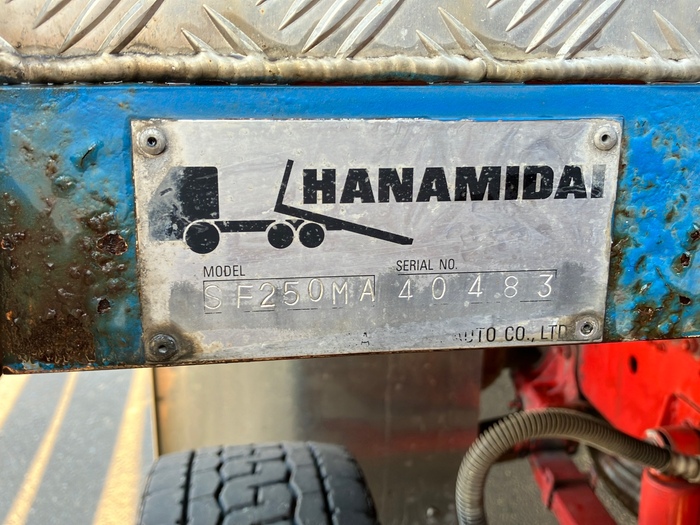 HANAMIDAI
MODEL SERIAL NO.
SF250MA 40483
AUTO CO., LTD